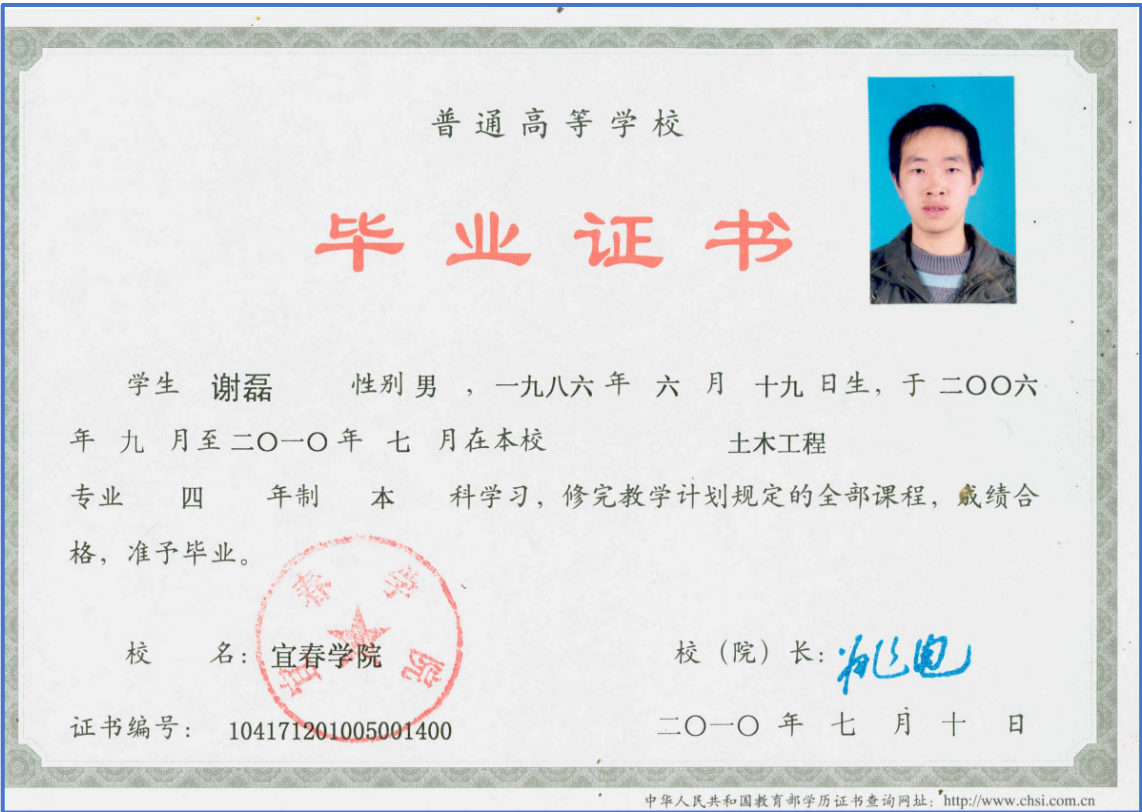 普通高等学校
毕业证书
学生 谢磊 性别 男 ，一九八六 年 六 月 十九 日生，于 二〇〇六
年 九 月至 二〇一〇 年 七 月在本校 土木工程
专业 四 年制 本 科学习，修完教学计划规定的全部课程，成绩合
格，准予毕业。
宜春学院
校 名：宜春学院 校（院）长：
证书编号： 104171201005001400 二〇一〇 年 七 月 十 日
中华人民共和国教育部学历证书查询网址：http://www.chsi.com.cn